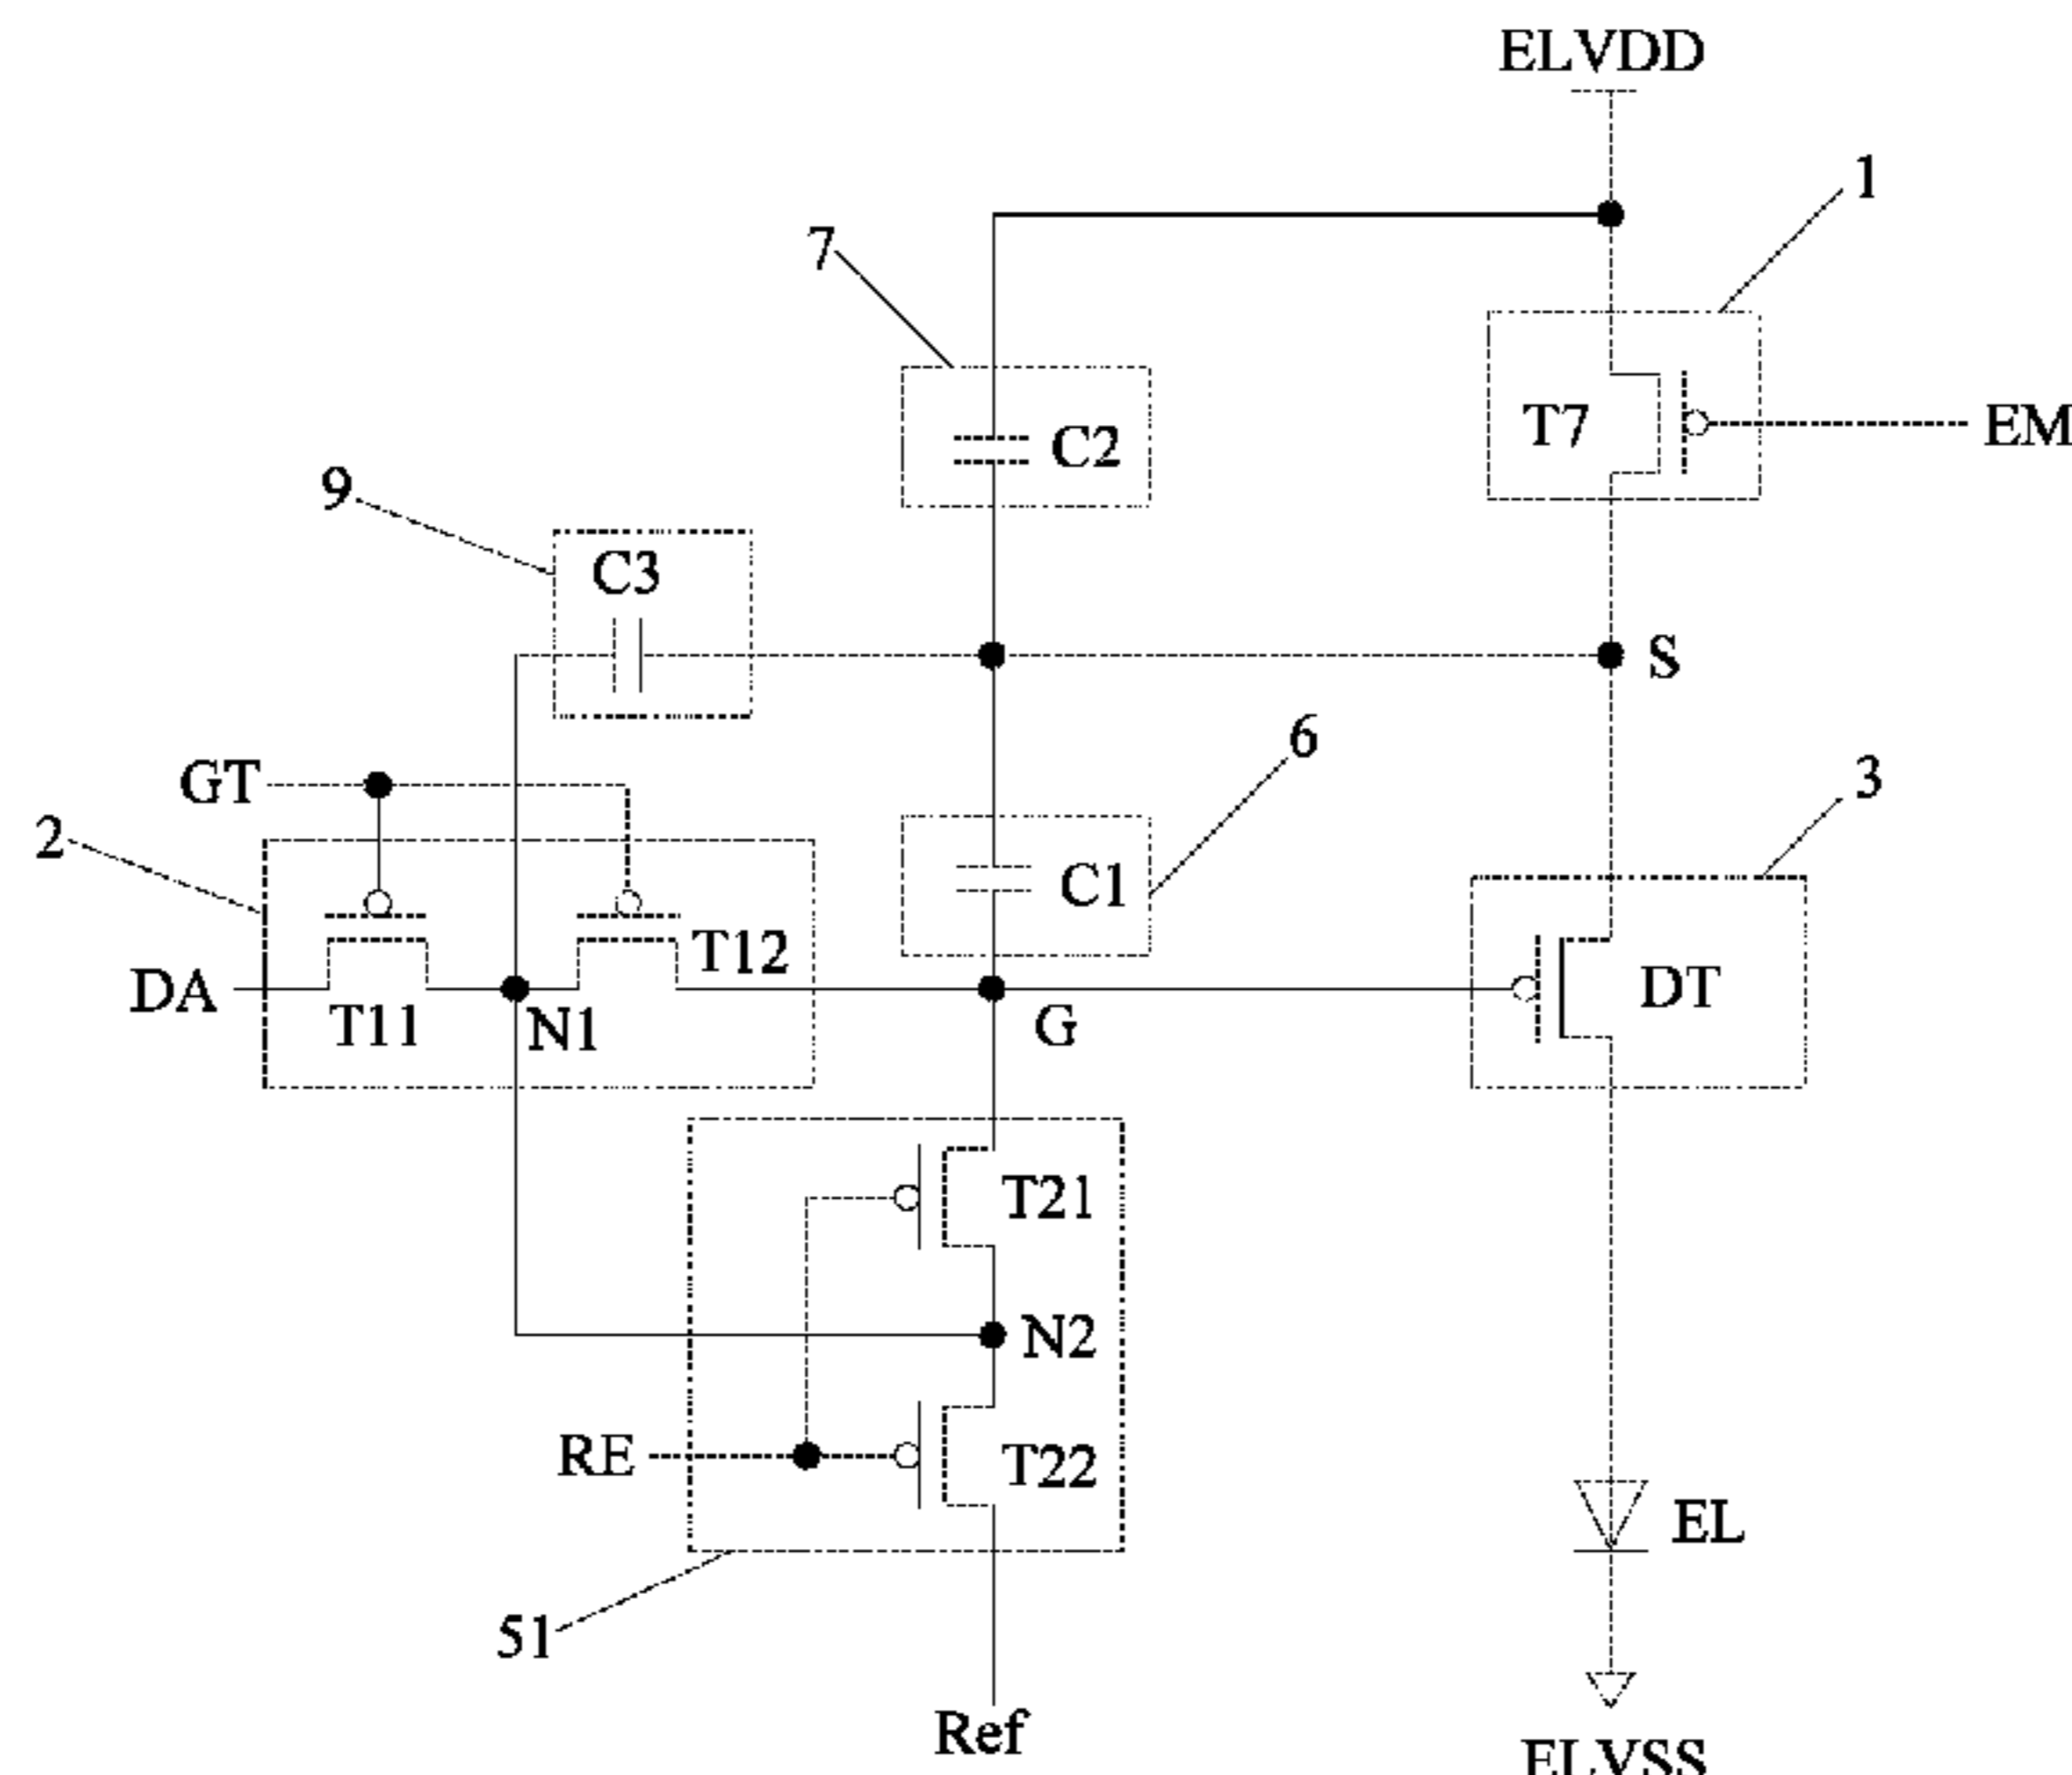 ELVDD
1
7
T7
EM
C2
9
C3
S
6
GT
3
2
C1
T12
DA
DT
T11
N1
G
T21
N2
RE
T22
EL
51
Ref
ELVSS